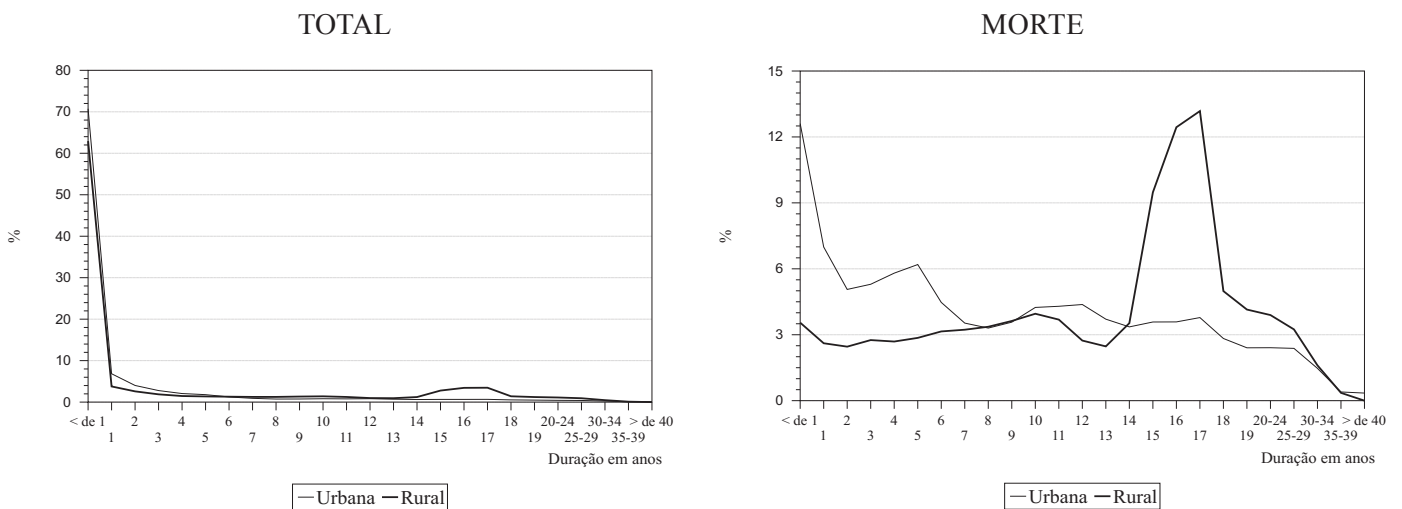 TOTAL
80
70
60
50
40
30
20
10
0
%
< de 1 2 4 6 8 10 12 14 16 18 20-24 30-34 > de 40
1 3 5 7 9 11 13 15 17 19 25-29 35-39
Duração em anos
Urbana Rural
MORTE
15
12
9
6
3
0
%
< de 1 2 4 6 8 10 12 14 16 18 20-24 30-34 > de 40
1 3 5 7 9 11 13 15 17 19 25-29 35-39
Duração em anos
Urbana Rural